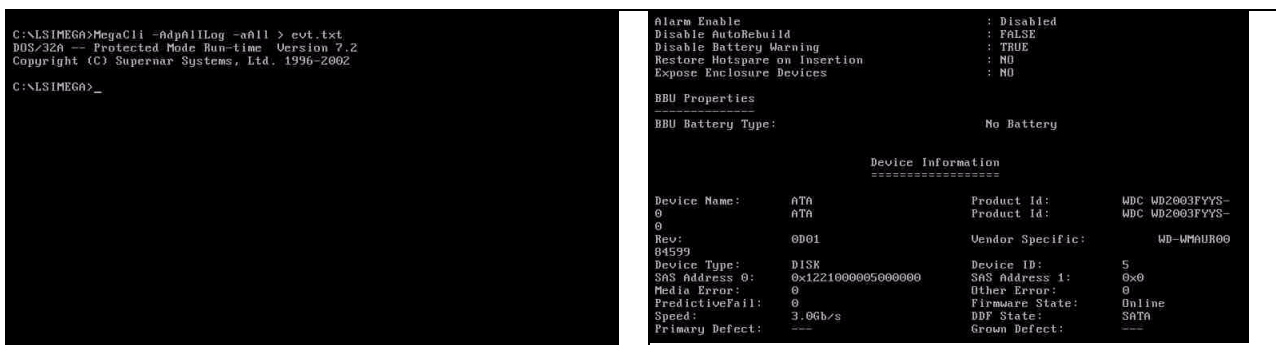 C:\LSIMEGA>MegaCli -AdpAllLog -aAll > evt.txt
DOS/32A -- Protected Mode Run-time Version 7.2
Copyright (C) Supernar Systems, Ltd. 1996-2002
C:\LSIMEGA>_
Alarm Enable : Disabled
Disable AutoRebuild : FALSE
Disable Battery Warning : TRUE
Restore Hotspare on Insertion : NO
Expose Enclosure Devices : NO
BBU Properties
---------------
BBU Battery Type: No Battery
Device Information
==================
Device Name: ATA Product Id: WDC WD2003FYYS-
0 ATA Product Id: WDC WD2003FYYS-
0
Rev: 0D01 Vendor Specific: WD-WMAUR00
84599
Device Type: DISK Device ID: 5
SAS Address 0: 0x1221000005000000 SAS Address 1: 0x0
Media Error: 0 Other Error: 0
PredictiveFail: 0 Firmware State: Online
Speed: 3.0Gb/s DDF State: SATA
Primary Defect: --- Grown Defect: ---